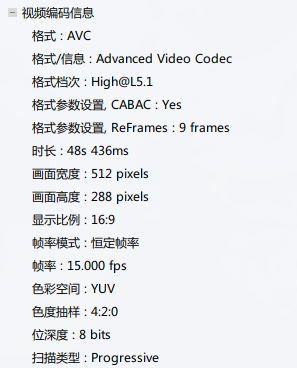 视频编码信息
格式 : AVC
格式/信息 : Advanced Video Codec
格式档次 : High@L5.1
格式参数设置, CABAC : Yes
格式参数设置, ReFrames : 9 frames
时长 : 48s 436ms
画面宽度 : 512 pixels
画面高度 : 288 pixels
显示比例 : 16:9
帧率模式 : 恒定帧率
帧率 : 15.000 fps
色彩空间 : YUV
色度抽样 : 4:2:0
位深度 : 8 bits
扫描类型 : Progressive